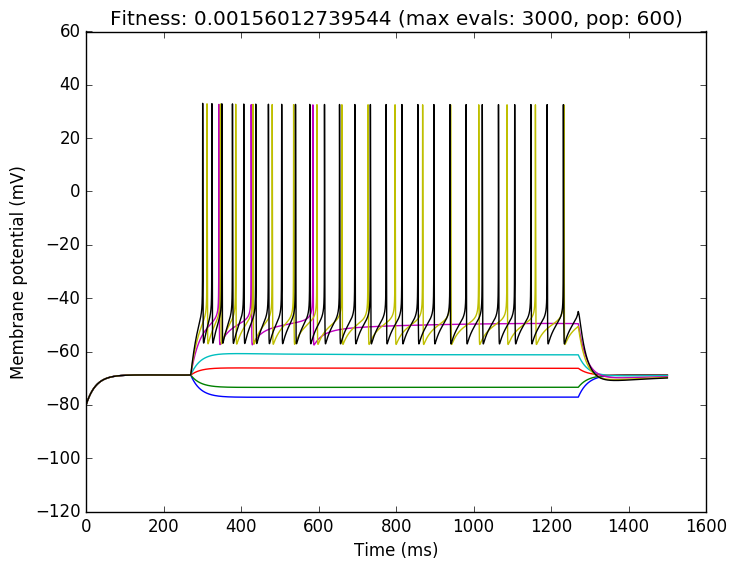 Fitness: 0.00156012739544 (max evals: 3000, pop: 600)
60
40
20
0
−20
−40
−60
−80
−100
−120
Membrane potential (mV)
0 200 400 600 800 1000 1200 1400 1600
Time (ms)